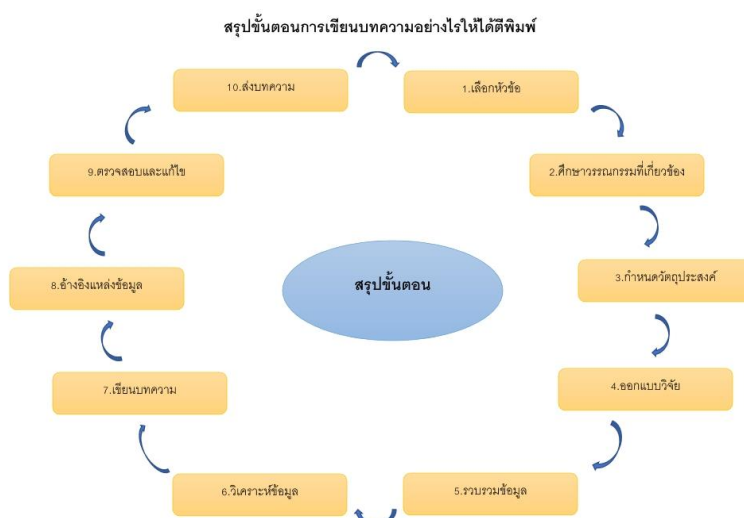 สรุปขั้นตอนการเขียนบทความอย่างไรให้ได้ตีพิมพ์
1.เลือกหัวข้อ
2.ศึกษาวรรณกรรมที่เกี่ยวข้อง
3.กำหนดวัตถุประสงค์
4.ออกแบบวิจัย
5.รวบรวมข้อมูล
6.วิเคราะห์ข้อมูล
7.เขียนบทความ
8.อ้างอิงแหล่งข้อมูล
9.ตรวจสอบและแก้ไข
10.ส่งบทความ
สรุปขั้นตอน